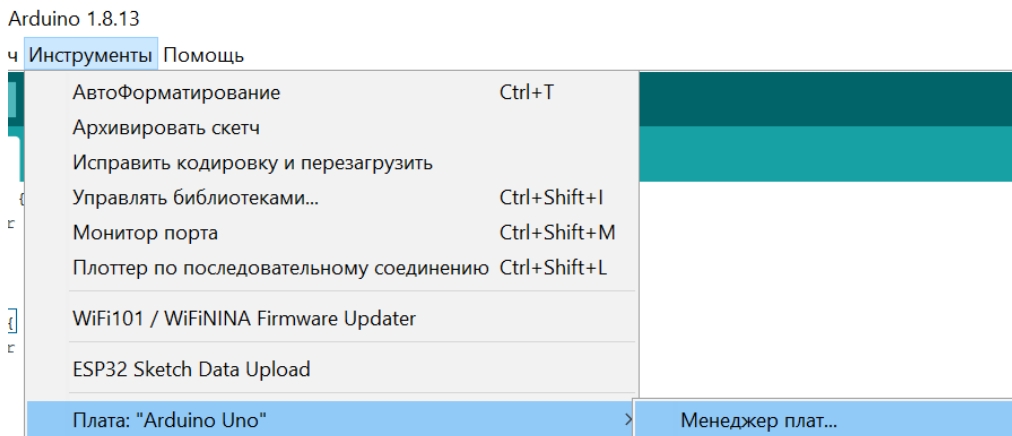 Arduino 1.8.13
ч Инструменты Помощь
АвтоФорматирование Ctrl+T
Архивировать скетч
Исправить кодировку и перезагрузить
Управлять библиотеками... Ctrl+Shift+I
Монитор порта Ctrl+Shift+M
Плоттер по последовательному соединению Ctrl+Shift+L
WiFi101 / WiFiNINA Firmware Updater
ESP32 Sketch Data Upload
Плата: "Arduino Uno" Менеджер плат...